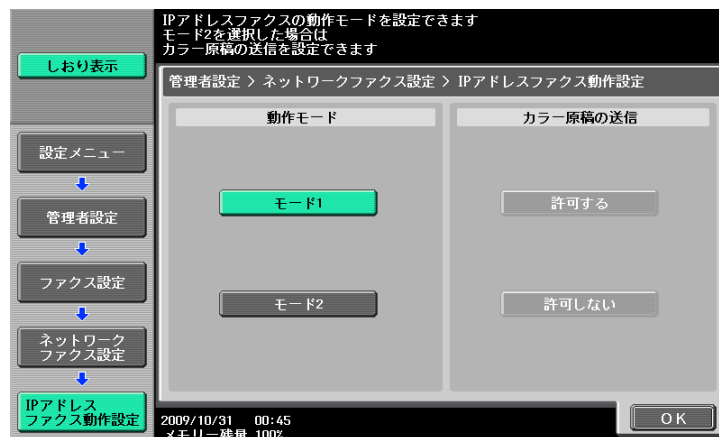 IPアドレスファクスの動作モードを設定できます
モード2を選択した場合は
カラー原稿の送信を設定できます
しおり表示
管理者設定 > ネットワークファクス設定 > IPアドレスファクス動作設定
動作モード
カラー原稿の送信
設定メニュー
管理者設定
モード1
許可する
ファクス設定
モード2
許可しない
ネットワーク
ファクス設定
IPアドレス
ファクス動作設定
2009/10/31 00:45
メモリー残量 100%
OK